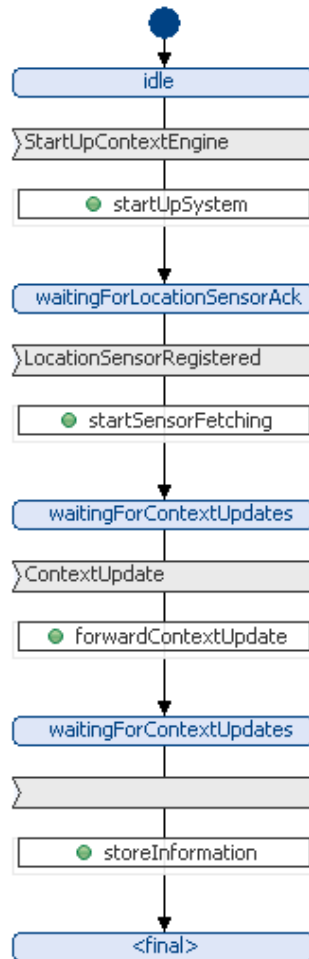 idle
StartUpContextEngine
startUpSystem
waitingForLocationSensorAck
LocationSensorRegistered
startSensorFetching
waitingForContextUpdates
ContextUpdate
forwardContextUpdate
waitingForContextUpdates
storeInformation
<final>